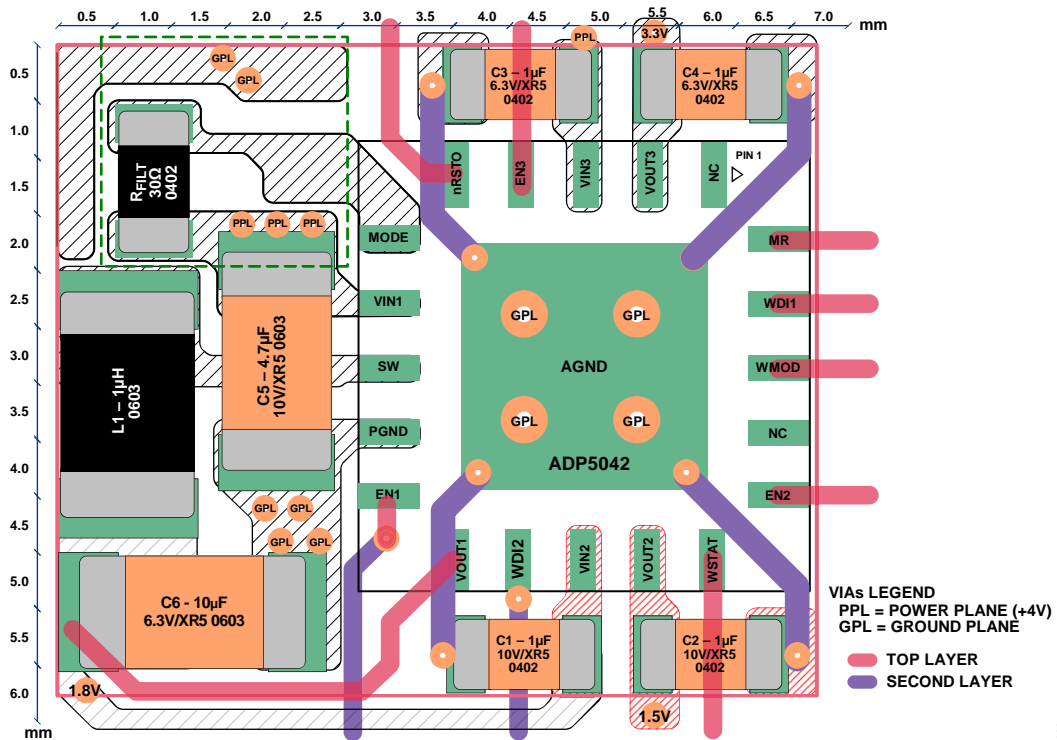 0.5 1.0 1.5 2.0 2.5 3.0 3.5 4.0 4.5 5.0 5.5 6.0 6.5 7.0
mm
0.5
1.0
1.5
2.0
2.5
3.0
3.5
4.0
4.5
5.0
5.5
6.0
mm
GPL
GPL
PPL
3.3V
C3 – 1µF
6.3V/XR5
0402
C4 – 1µF
6.3V/XR5
0402
RFILT
30Ω
0402
nRSTO
EN3
VIN3
VOUT3
NC
PIN 1
PPL PPL PPL
MODE
VIN1
SW
PGND
EN1
MR
WDI1
WMOD
NC
EN2
L1 – 1µH
0603
C5 – 4.7µF
10V/XR5 0603
GPL GPL
AGND
GPL GPL
ADP5042
GPL GPL
GPL GPL
VOUT1
WDI2
VIN2
VOUT2
WSTAT
C6 - 10µF
6.3V/XR5 0603
C1 – 1µF
10V/XR5
0402
C2 – 1µF
10V/XR5
0402
1.8V
1.5V
VIAs LEGEND
PPL = POWER PLANE (+4V)
GPL = GROUND PLANE
TOP LAYER
SECOND LAYER